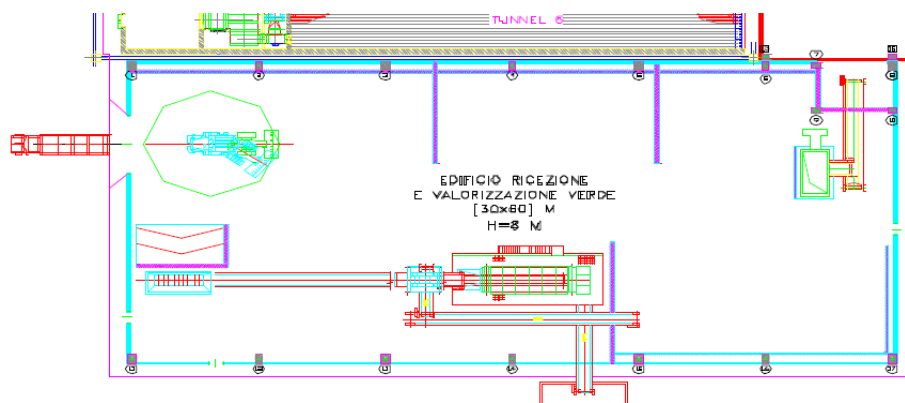 TUNNEL 6
EDIFICIO RICEZIONE
E VALORIZZAZIONE VERDE
[30x60] M
H=8 M